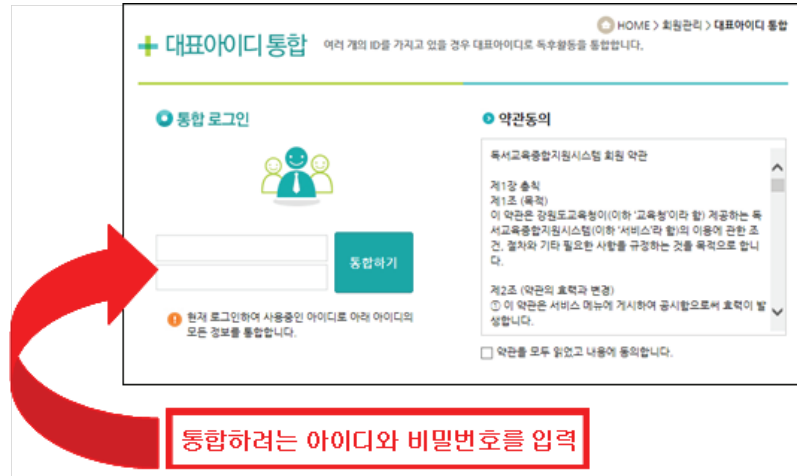 HOME > 회원관리 > 대표아이디 통합
대표아이디 통합
여러 개의 ID를 가지고 있을 경우 대표아이디로 독후활동을 통합합니다.
통합 로그인
통합하기
현재 로그인하여 사용중인 아이디로 아래 아이디의
모든 정보를 통합합니다.
약관동의
독서교육종합지원시스템 회원 약관
제1장 총칙
제1조 (목적)
이 약관은 강원도교육청이(이하 '교육청'이라 함) 제공하는 독
서교육종합지원시스템(이하 '서비스'라 함)의 이용에 관한 조
건, 절차와 기타 필요한 사항을 규정하는 것을 목적으로 합니
다.
제2조 (약관의 효력과 변경)
① 이 약관은 서비스 메뉴에 게시하여 공시함으로써 효력이 발
생합니다.
약관을 모두 읽었고 내용에 동의합니다.
통합하려는 아이디와 비밀번호를 입력